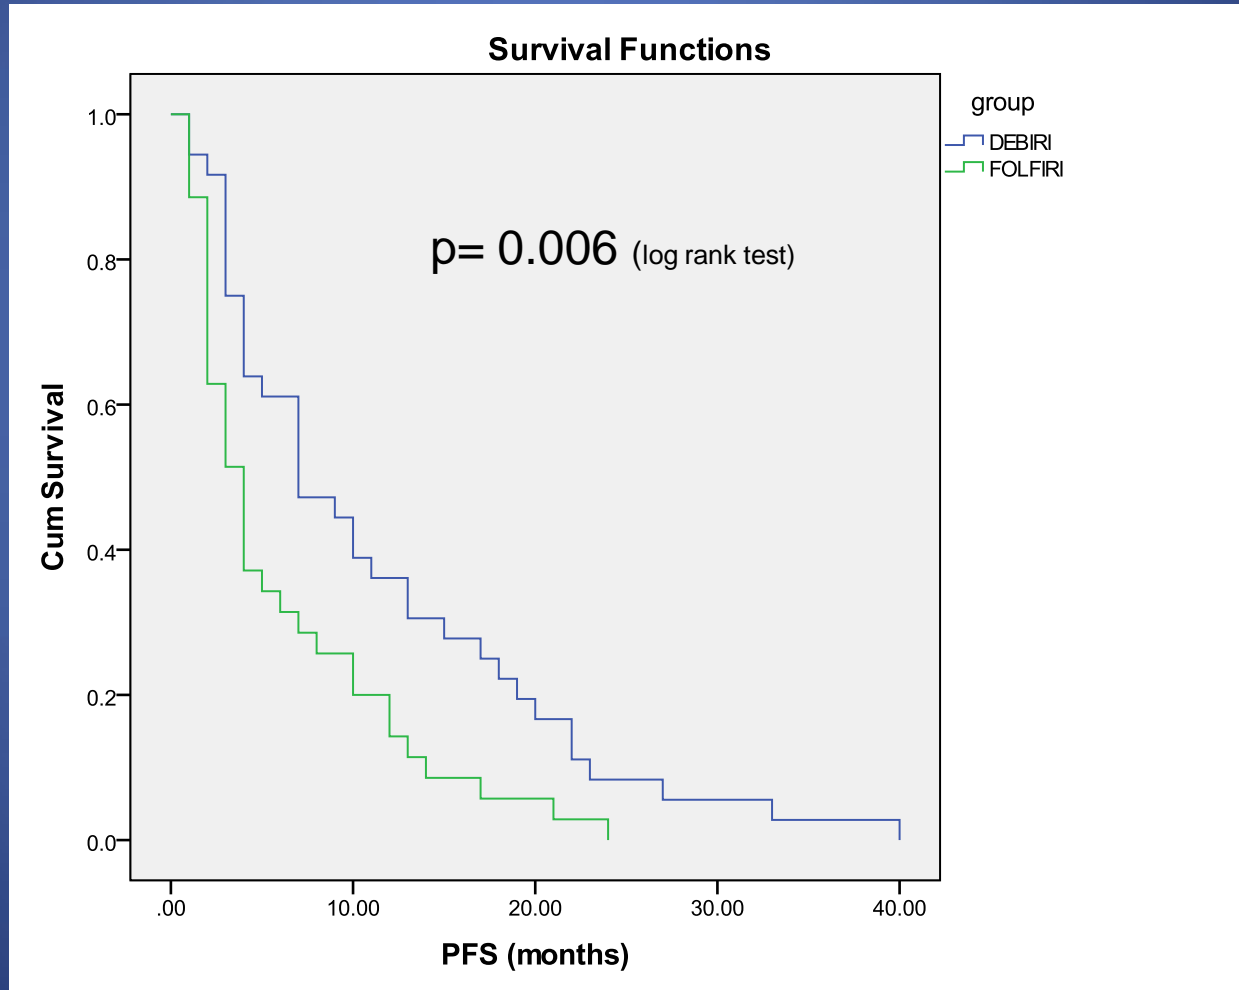 Survival Functions
group
DEBIRI
FOLFIRI
p= 0.006 (log rank test)
Cum Survival
1.0
0.8
0.6
0.4
0.2
0.0
.00 10.00 20.00 30.00 40.00
PFS (months)